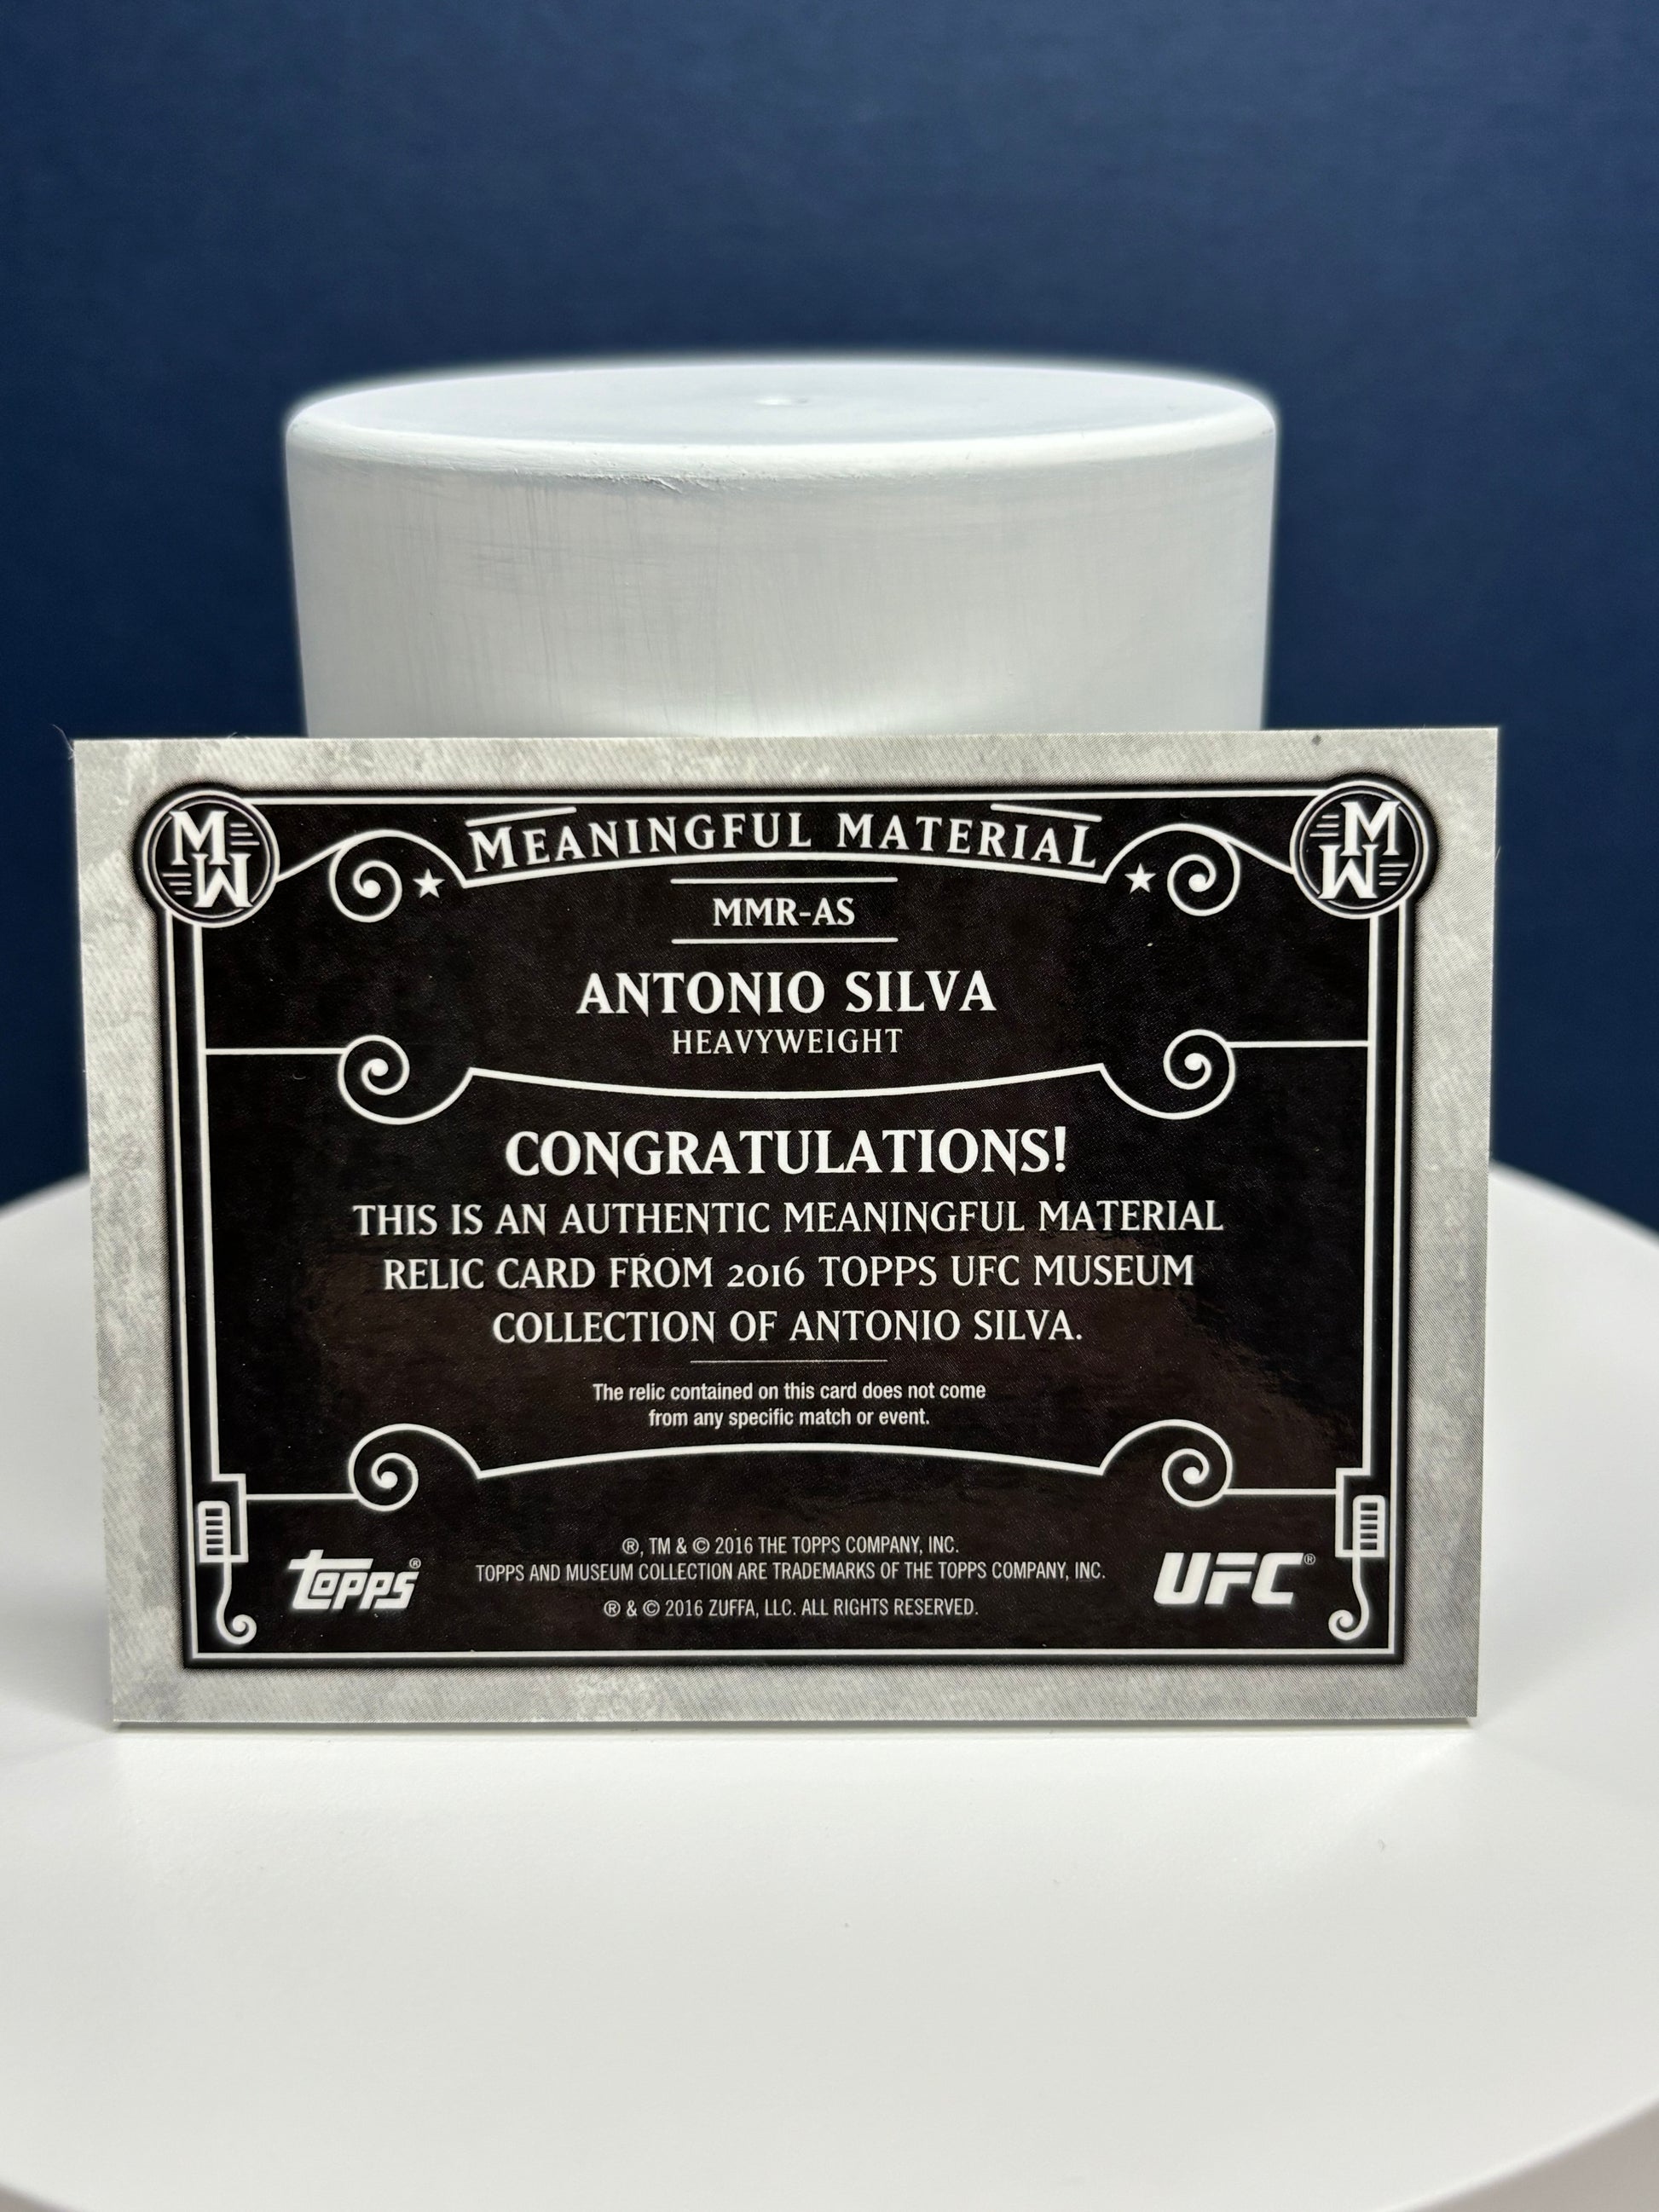 MEANINGFUL MATERIAL
MMR-AS
ANTONIO SILVA
HEAVYWEIGHT
CONGRATULATIONS!
THIS IS AN AUTHENTIC MEANINGFUL MATERIAL
RELIC CARD FROM 2016 TOPPS UFC MUSEUM
COLLECTION OF ANTONIO SILVA.
The relic contained on this card does not come
from any specific match or event.
®, TM & © 2016 THE TOPPS COMPANY, INC.
TOPPS AND MUSEUM COLLECTION ARE TRADEMARKS OF THE TOPPS COMPANY, INC.
® & © 2016 ZUFFA, LLC. ALL RIGHTS RESERVED.
topps®
UFC®